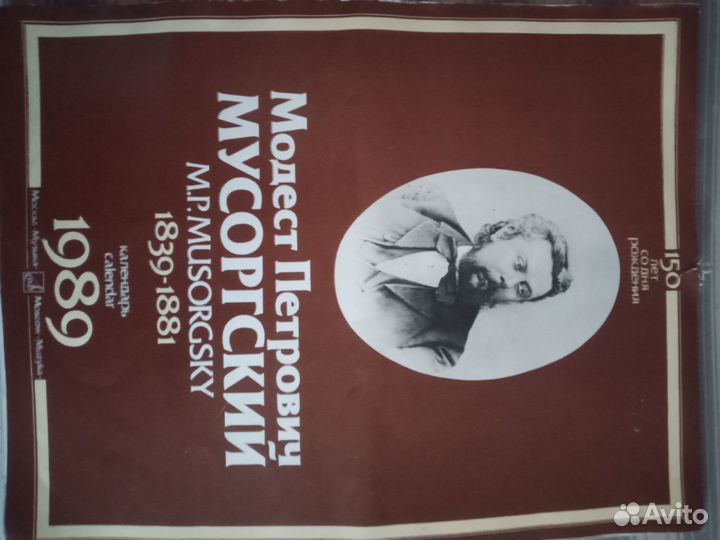 150
лет
со дня
рождения
Модест Петрович
МУСОРГСКИЙ
M.P. MUSORGSKY
1839-1881
календарь
calendar
1989
Москва · Музыка Moscow · Muzyka
Avito